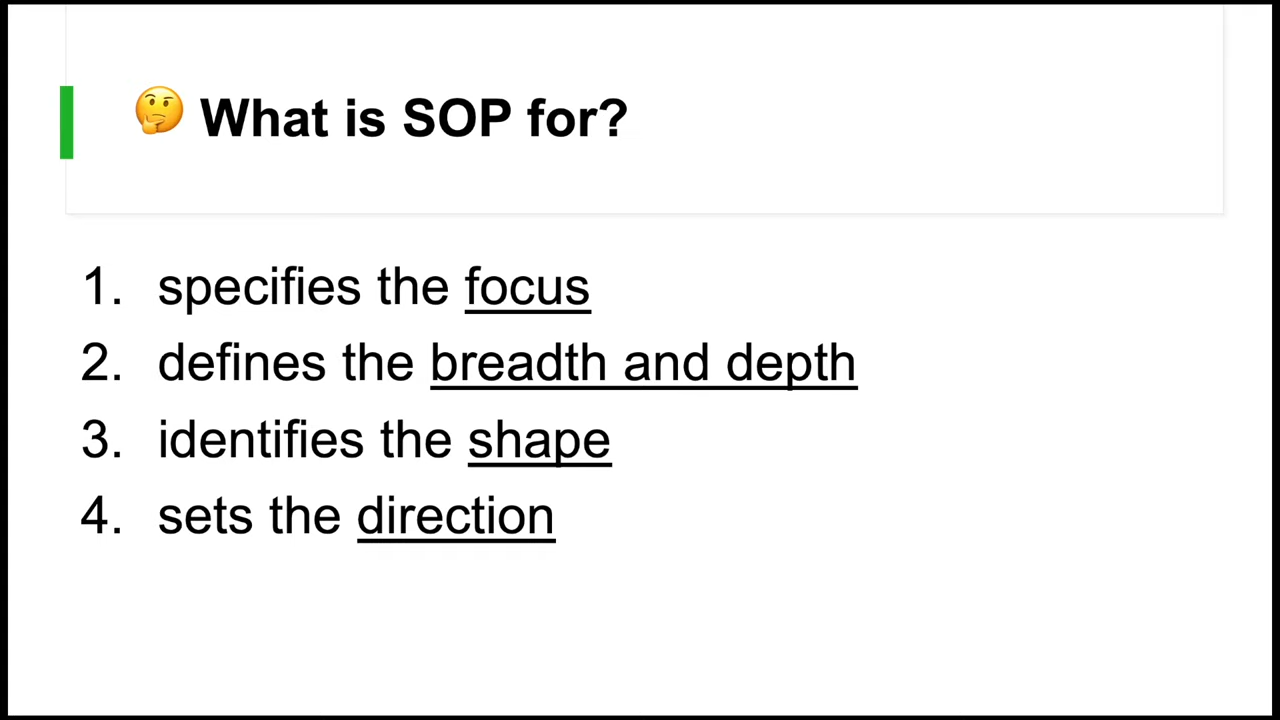 🤔 What is SOP for?
1. specifies the focus
2. defines the breadth and depth
3. identifies the shape
4. sets the direction